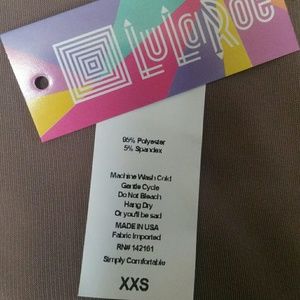 LuLaRoe
95% Polyester
5% Spandex
Machine Wash Cold
Gentle Cycle
Do Not Bleach
Hang Dry
Or you'll be sad
MADE IN USA
Fabric Imported
RN# 142161
Simply Comfortable
XXS